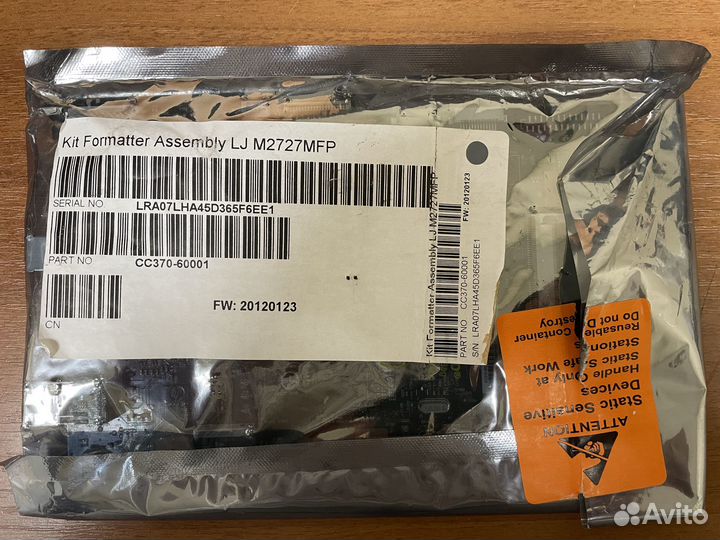 Kit Formatter Assembly LJ M2727MFP
SERIAL NO LRA07LHA45D365F6EE1
PART NO CC370-60001
FW: 20120123
CN
Kit Formatter Assembly LJ M2727MFP
PART NO CC370-60001 FW: 20120123
S/N LRA07LHA45D365F6EE1
ATTENTION
Static Sensitive
Devices
Handle Only at
Static Safe Work
Stations
Reusable Container
Do not Destroy
Avito